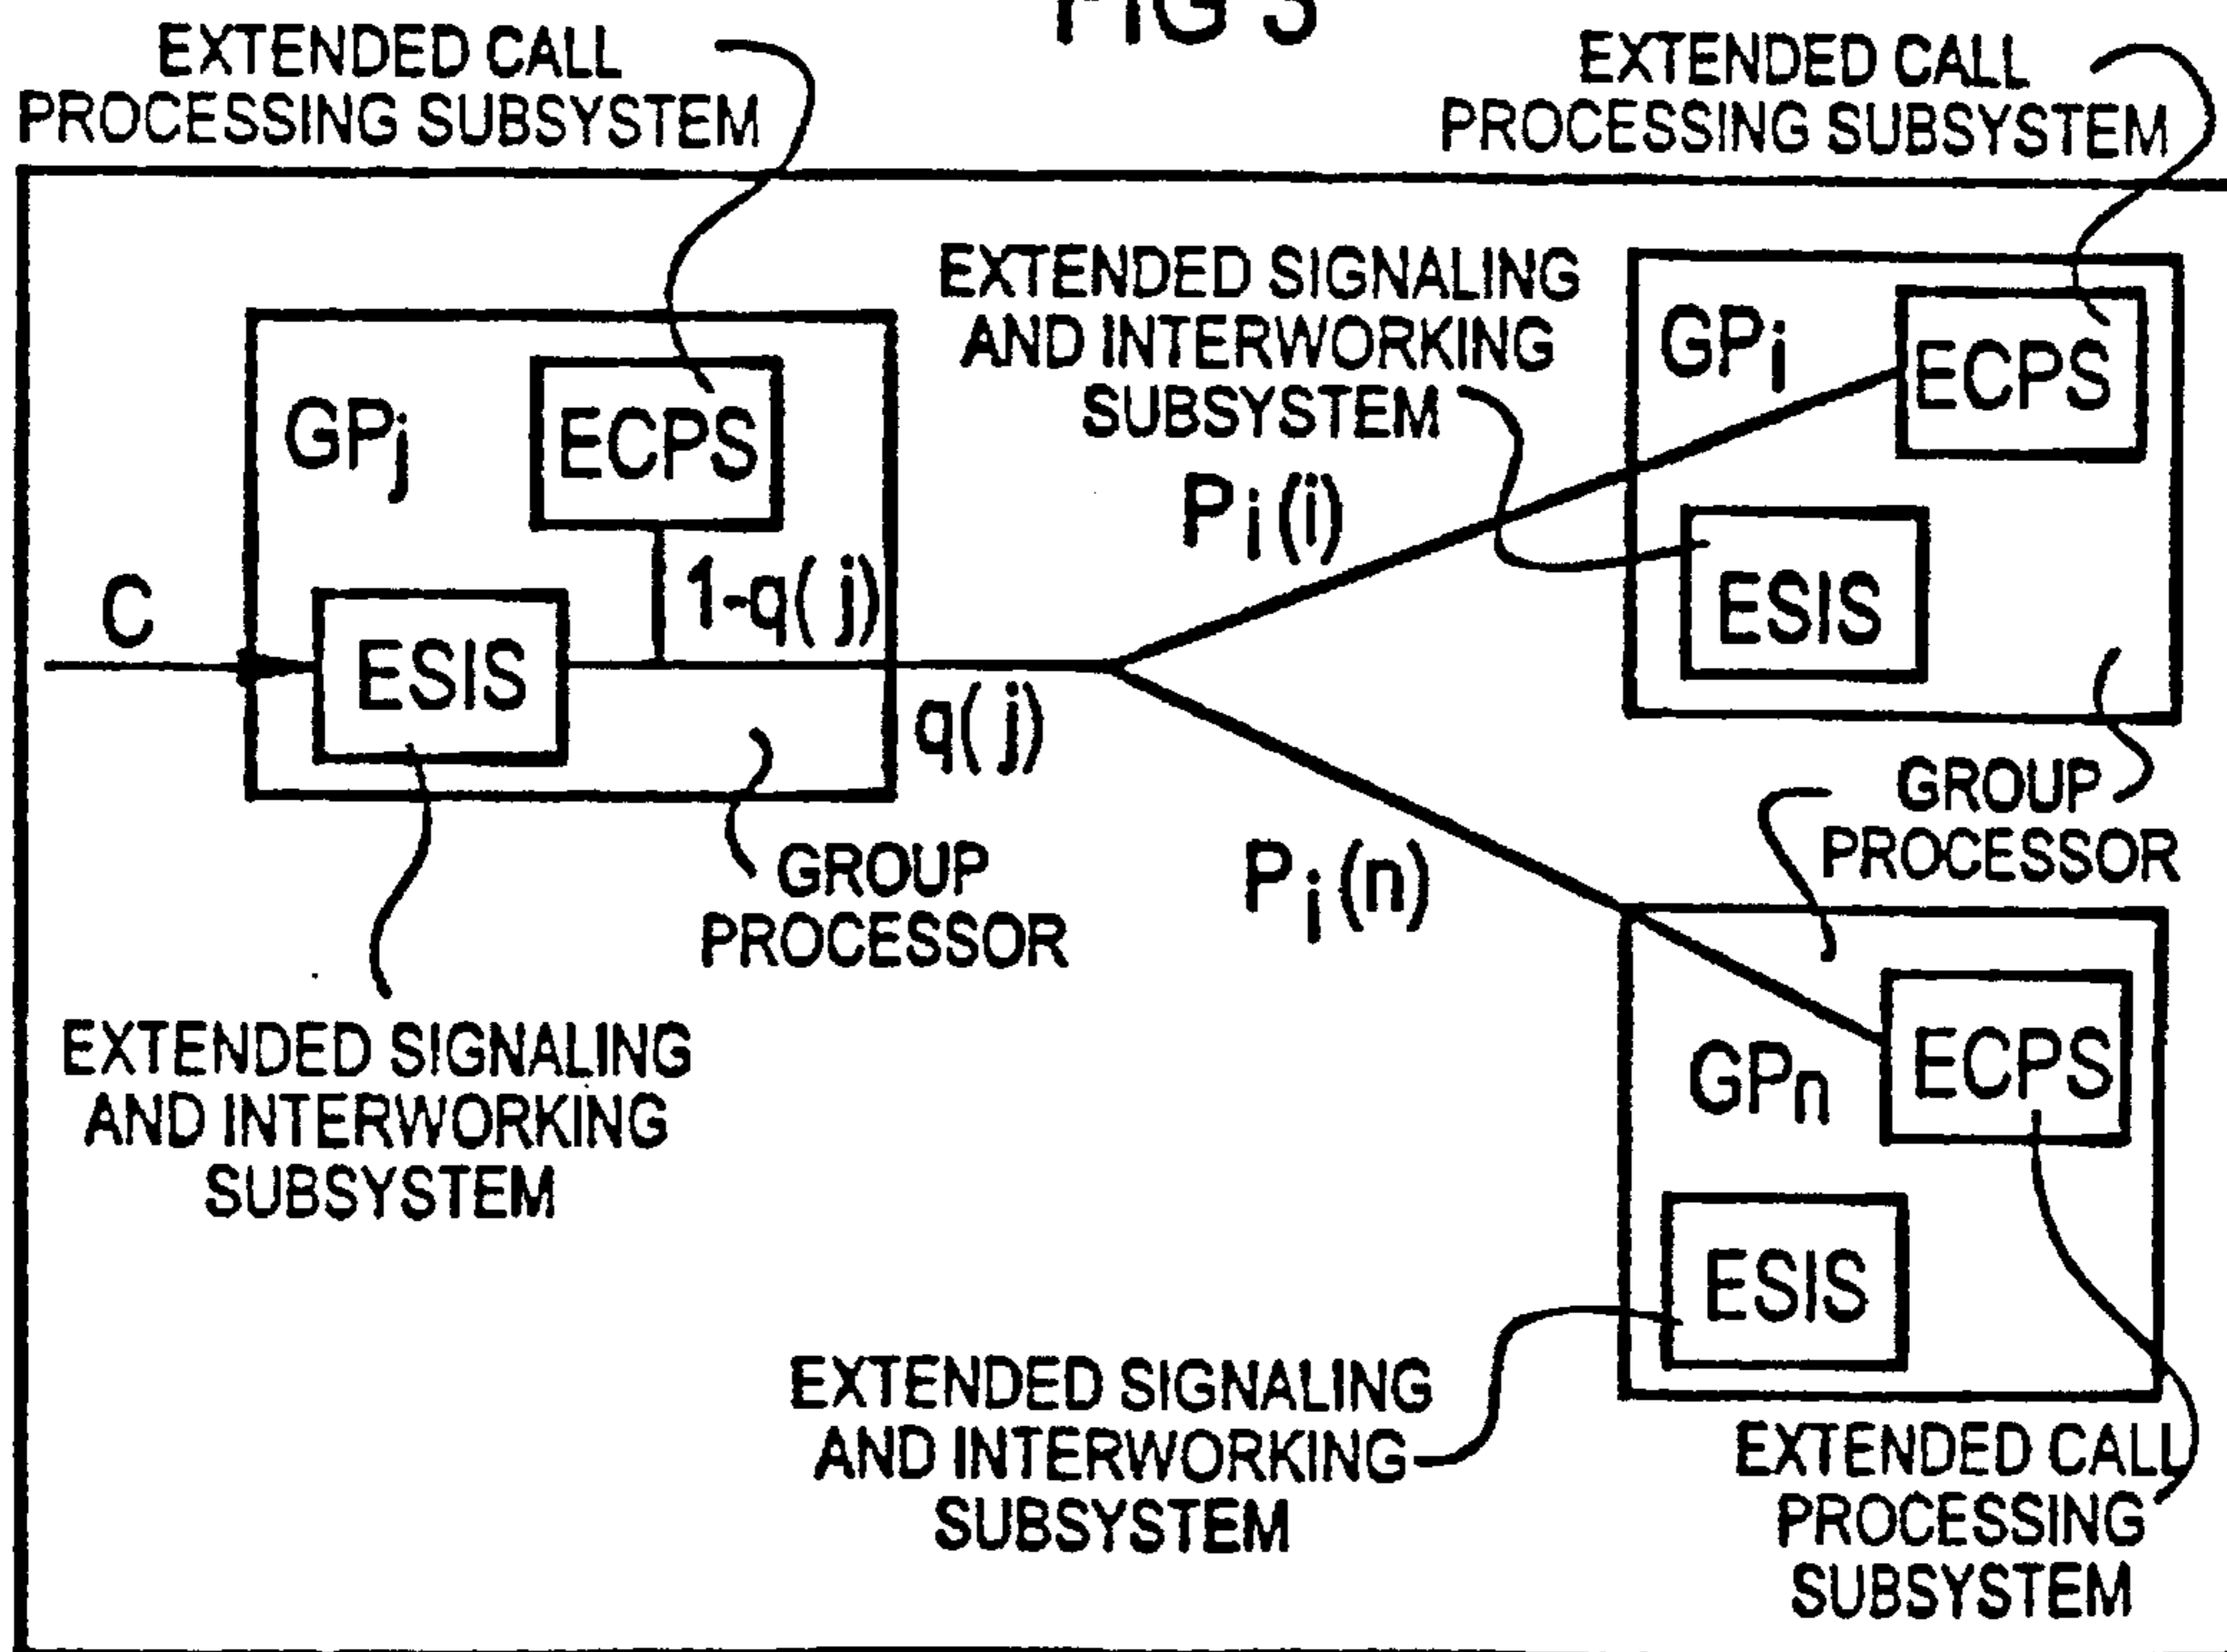 FIG 3
EXTENDED CALL
PROCESSING SUBSYSTEM
EXTENDED CALL
PROCESSING SUBSYSTEM
EXTENDED SIGNALING
AND INTERWORKING
SUBSYSTEM
GPj
ECPS
GPi
ECPS
Pi(i)
ESIS
C
1-q(j)
ESIS
q(j)
GROUP
PROCESSOR
GROUP
PROCESSOR
Pi(n)
EXTENDED SIGNALING
AND INTERWORKING
SUBSYSTEM
GPn
ECPS
ESIS
EXTENDED SIGNALING
AND INTERWORKING
SUBSYSTEM
EXTENDED CALL
PROCESSING
SUBSYSTEM